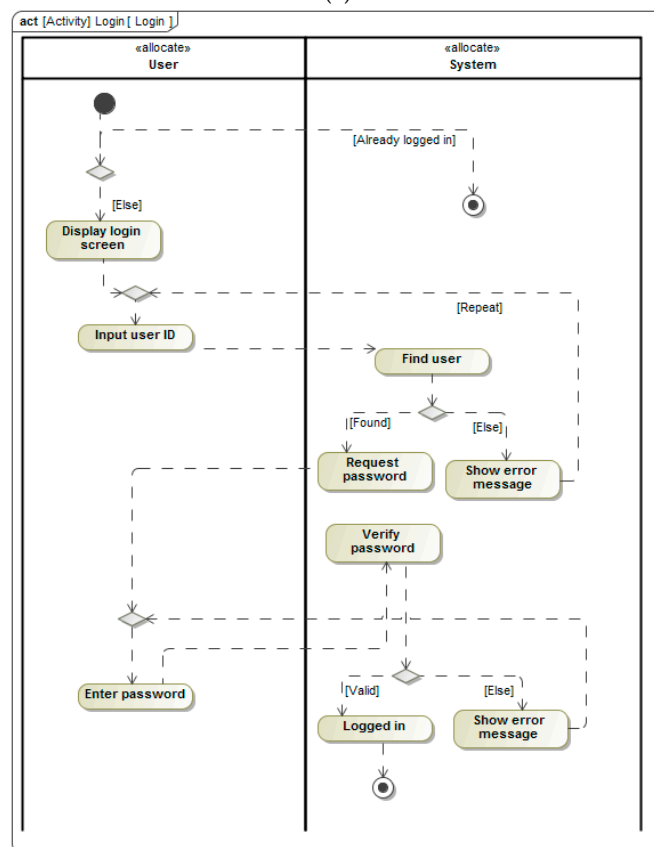 act [Activity] Login [ Login ]
«allocate»
User
«allocate»
System
[Already logged in]
[Else]
Display login
screen
[Repeat]
Input user ID
Find user
[Found]
[Else]
Request
password
Show error
message
Verify
password
Enter password
[Valid]
[Else]
Logged in
Show error
message